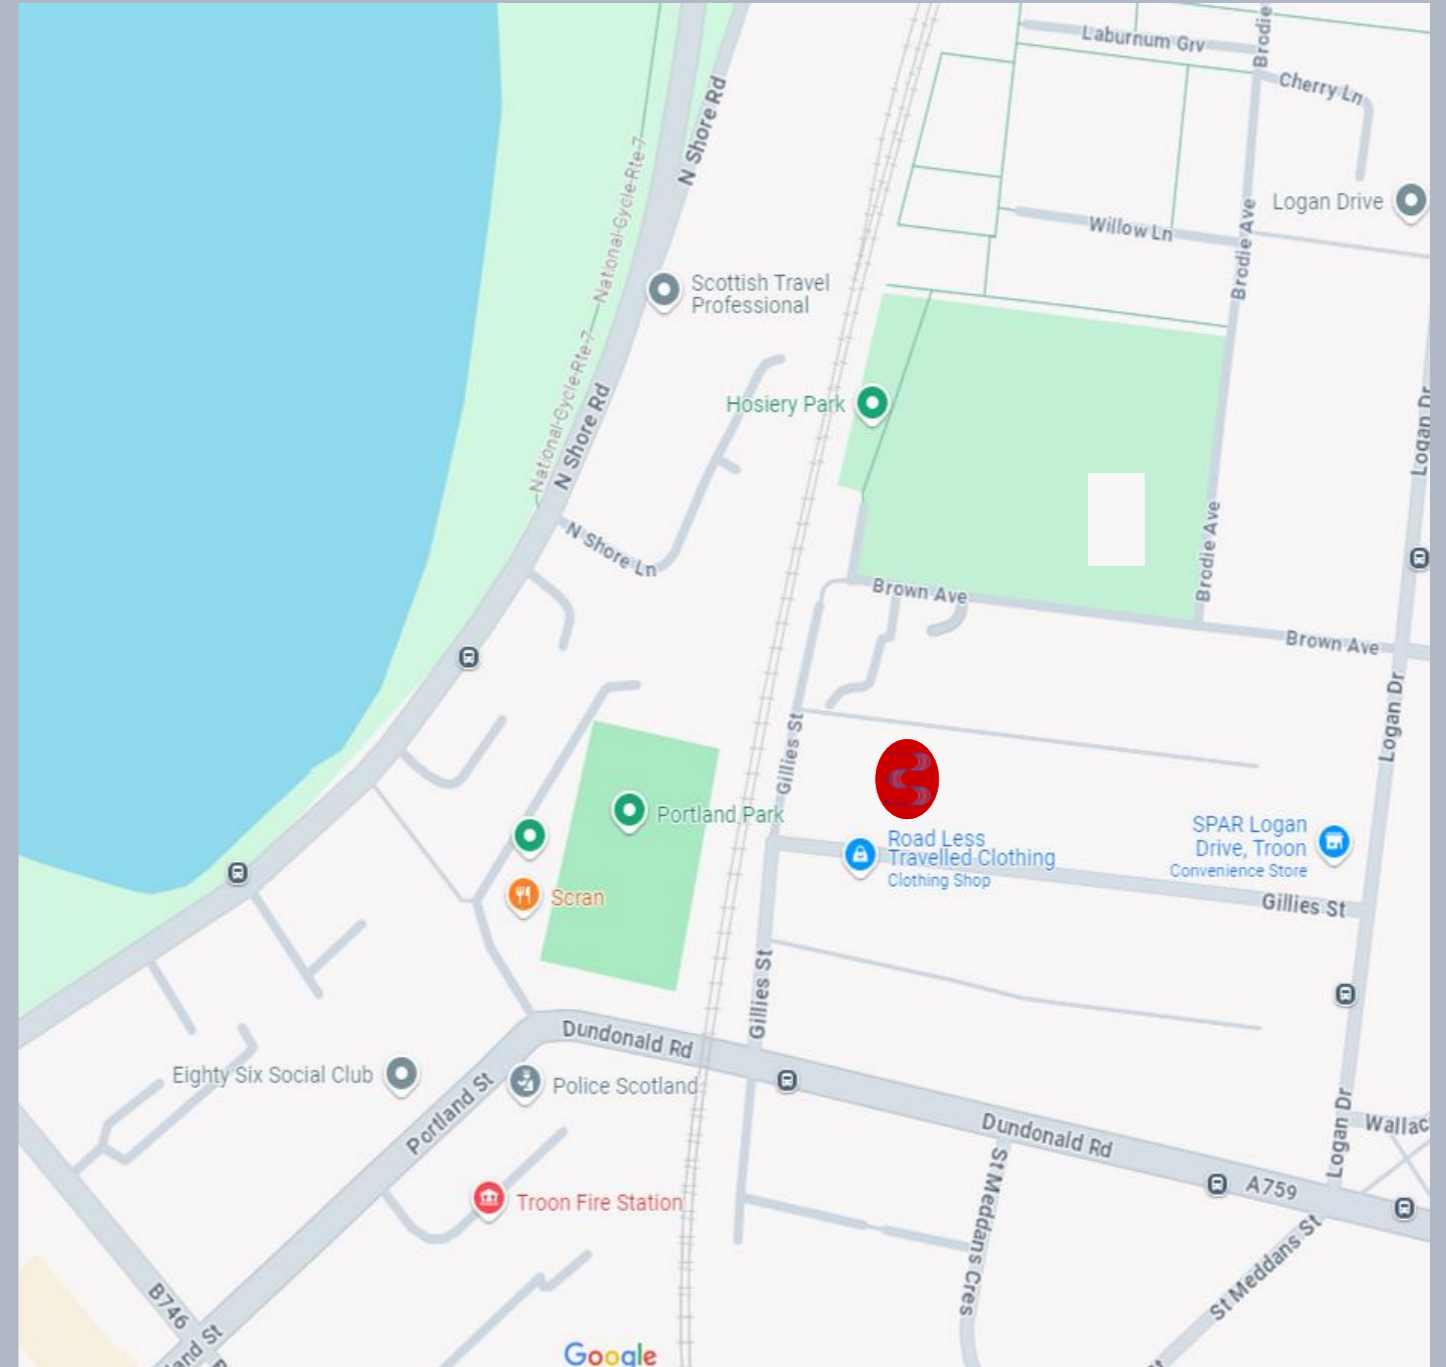 Laburnum Grv
Brodie
Cherry Ln
N Shore Rd
National-Cycle-Rte-7
National-Cycle-Rte-7
Logan Drive
Willow Ln
Brodie Ave
Scottish Travel
Professional
N Shore Rd
Hosiery Park
Logan Dr
Brodie Ave
N Shore Ln
Brown Ave
Brown Ave
Logan Dr
Gillies St
Portland Park
Road Less
Travelled Clothing
Clothing Shop
SPAR Logan
Drive, Troon
Convenience Store
Scran
Gillies St
Gillies St
Dundonald Rd
Eighty Six Social Club
Police Scotland
Portland St
Dundonald Rd
Logan Dr
Wallac
A759
St Meddans Cres
Troon Fire Station
St Meddans St
B746
land St
Google